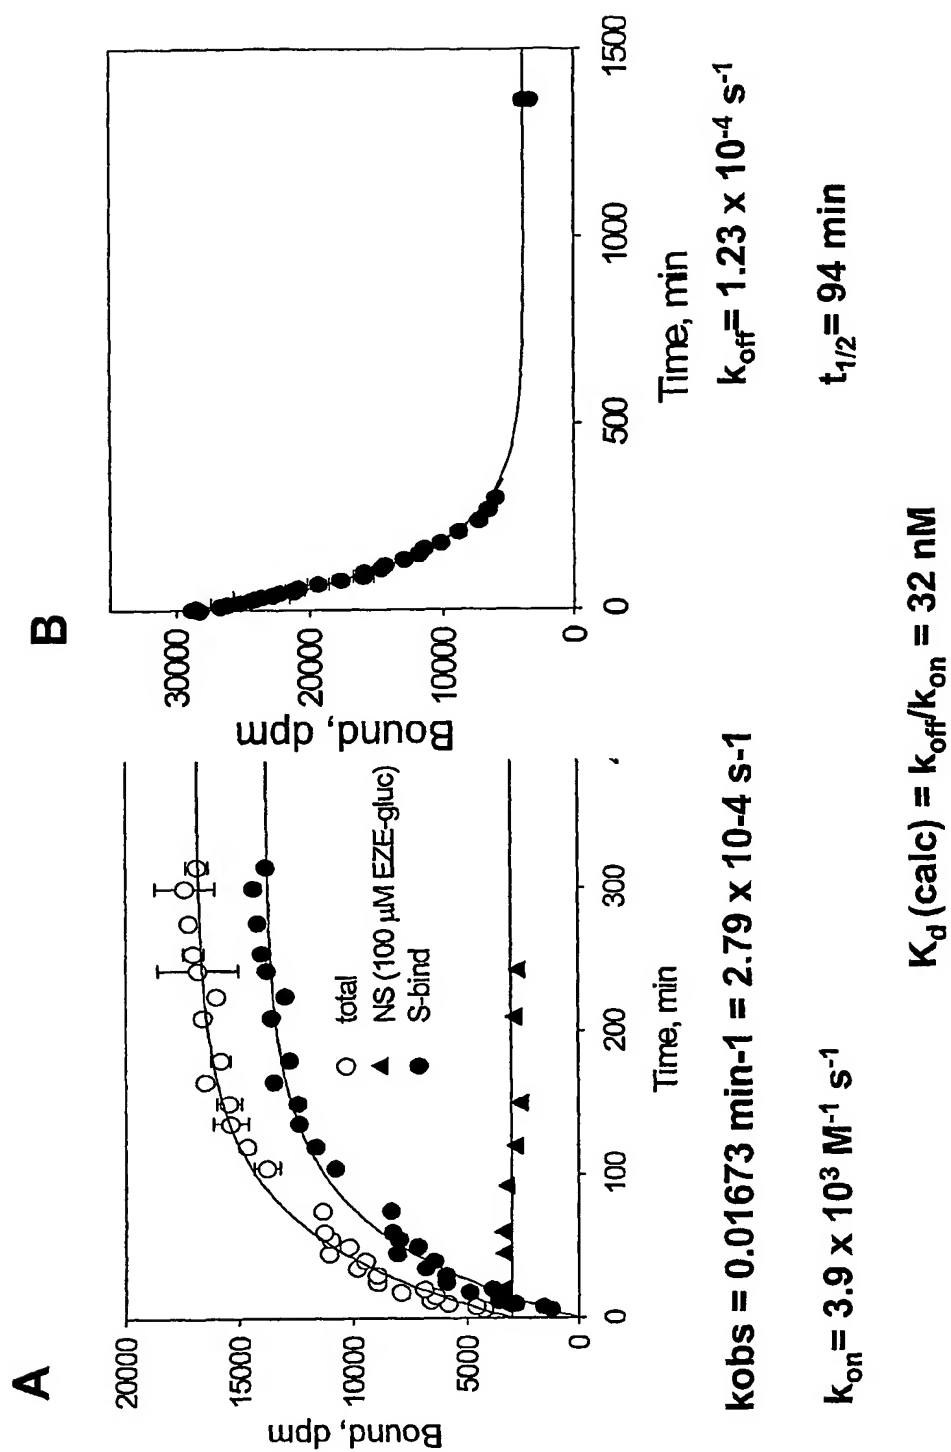 A
Bound, dpm
20000
15000
10000
5000
0
0
100
200
300
Time, min
total
NS (100 μM EZE-gluc)
S-bind
kobs = 0.01673 min-1 = 2.79 x 10-4 s-1
kon = 3.9 x 10³ M⁻¹ s⁻¹
B
Bound, dpm
30000
20000
10000
0
0
500
1000
1500
Time, min
koff = 1.23 x 10⁻⁴ s⁻¹
t1/2 = 94 min
Kd (calc) = koff/kon = 32 nM